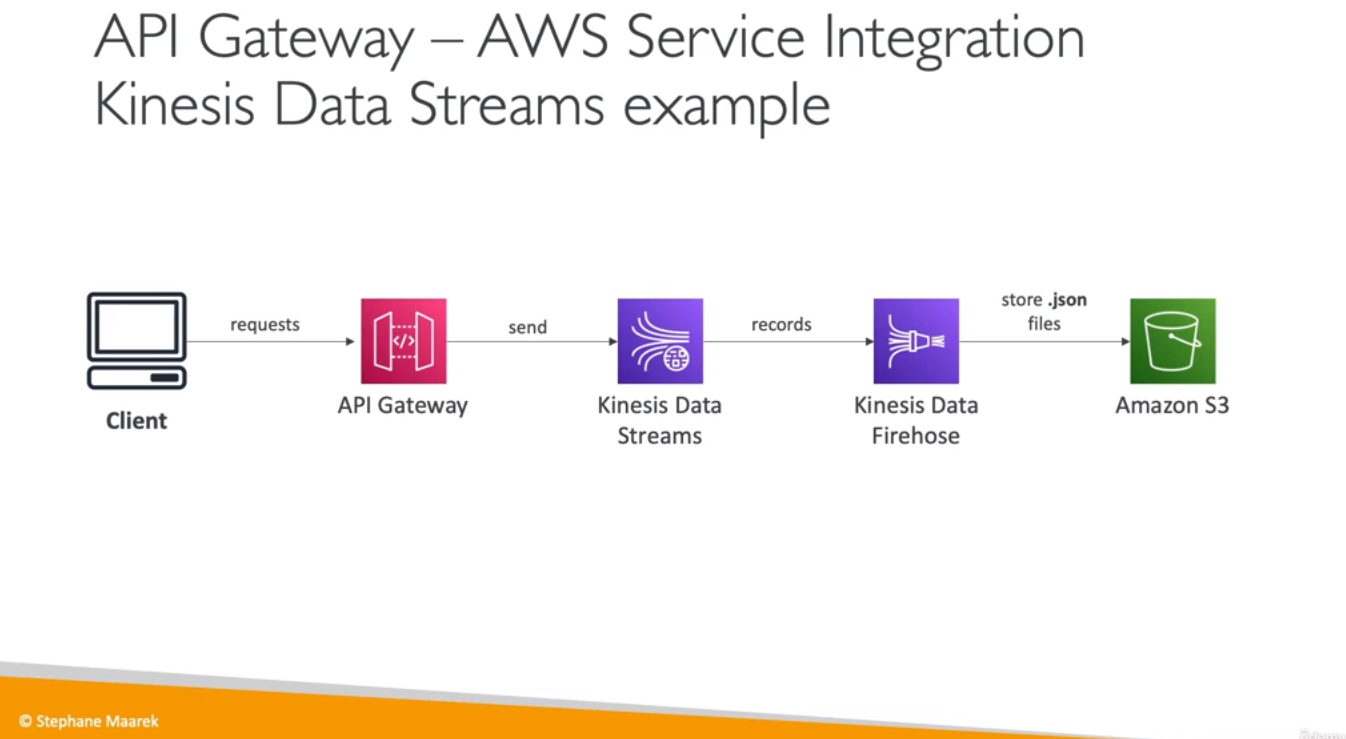 API Gateway – AWS Service Integration
Kinesis Data Streams example
requests
send
records
store .json
files
Client
API Gateway
Kinesis Data
Streams
Kinesis Data
Firehose
Amazon S3
© Stephane Maarek